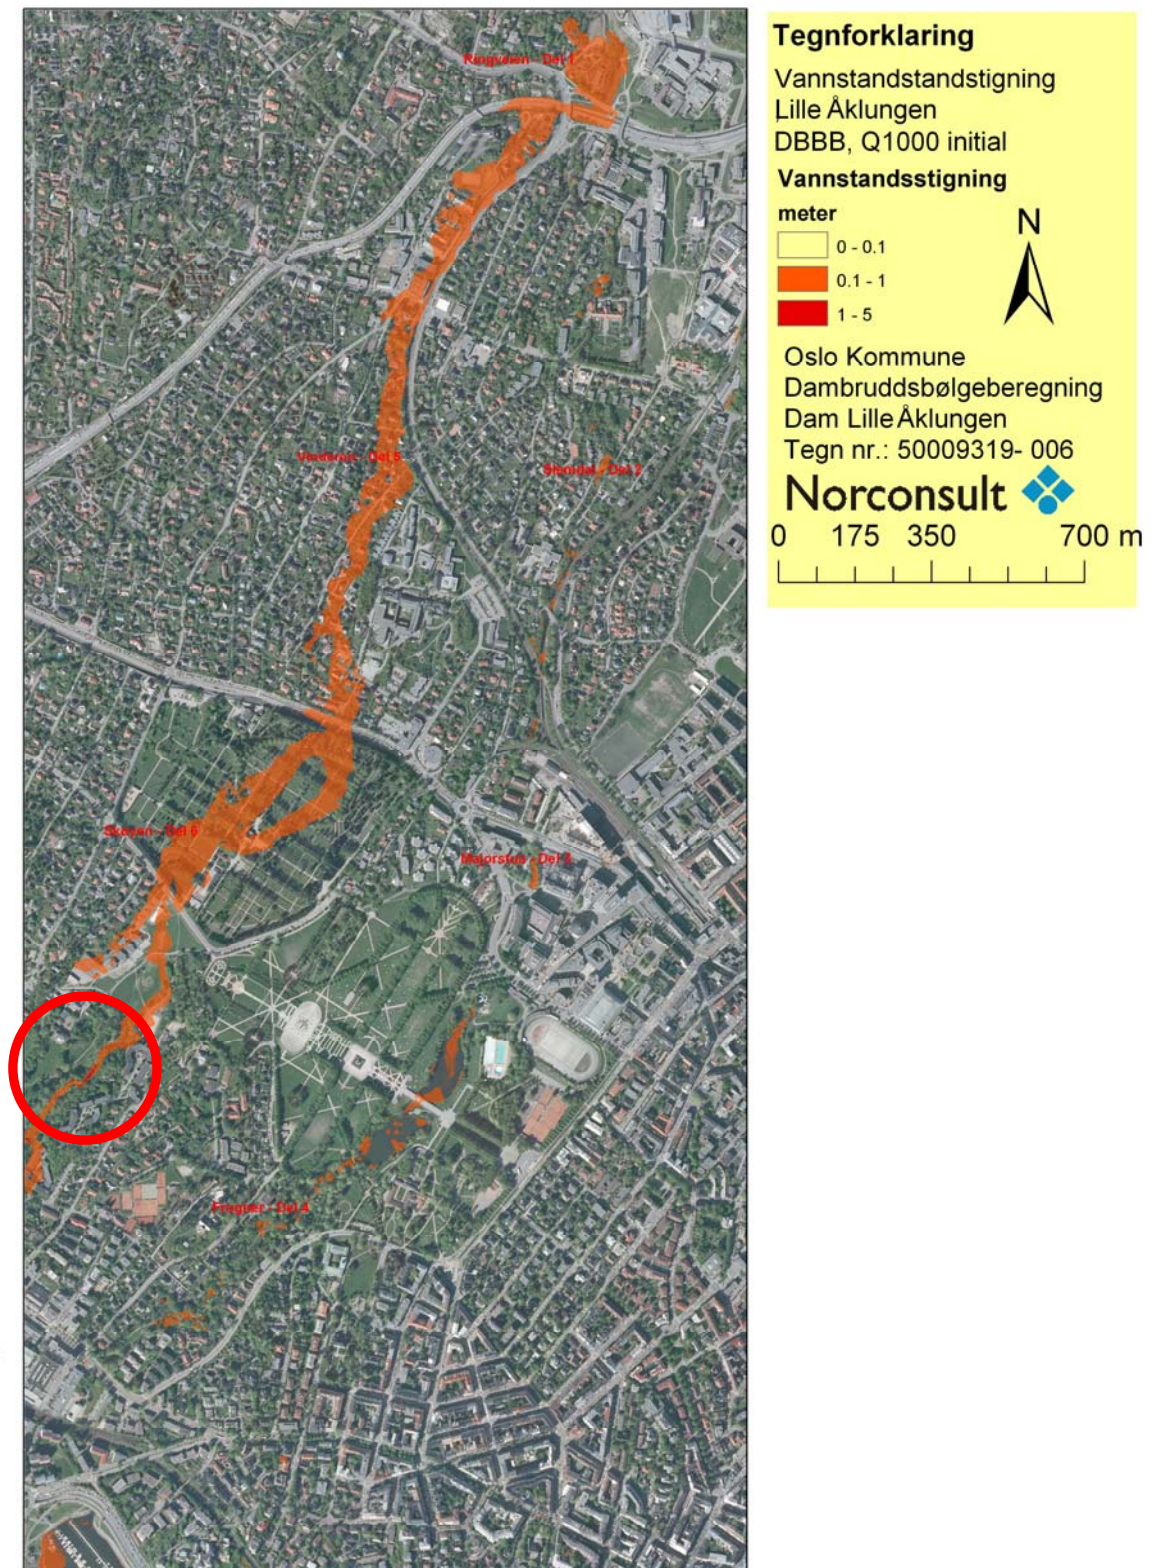 Ringveien - Del 1
Vinderen - Del 5
Slemdal - Del 2
Skøyen - Del 6
Majorstua - Del 3
Frogner - Del 4
Tegnforklaring
Vannstandstandstigning
Lille Åklungen
DBBB, Q1000 initial
Vannstandsstigning
meter
N
0 - 0.1
0.1 - 1
1 - 5
Oslo Kommune
Dambruddsbølgeberegning
Dam Lille Åklungen
Tegn nr.: 50009319- 006
Norconsult
0 175 350 700 m